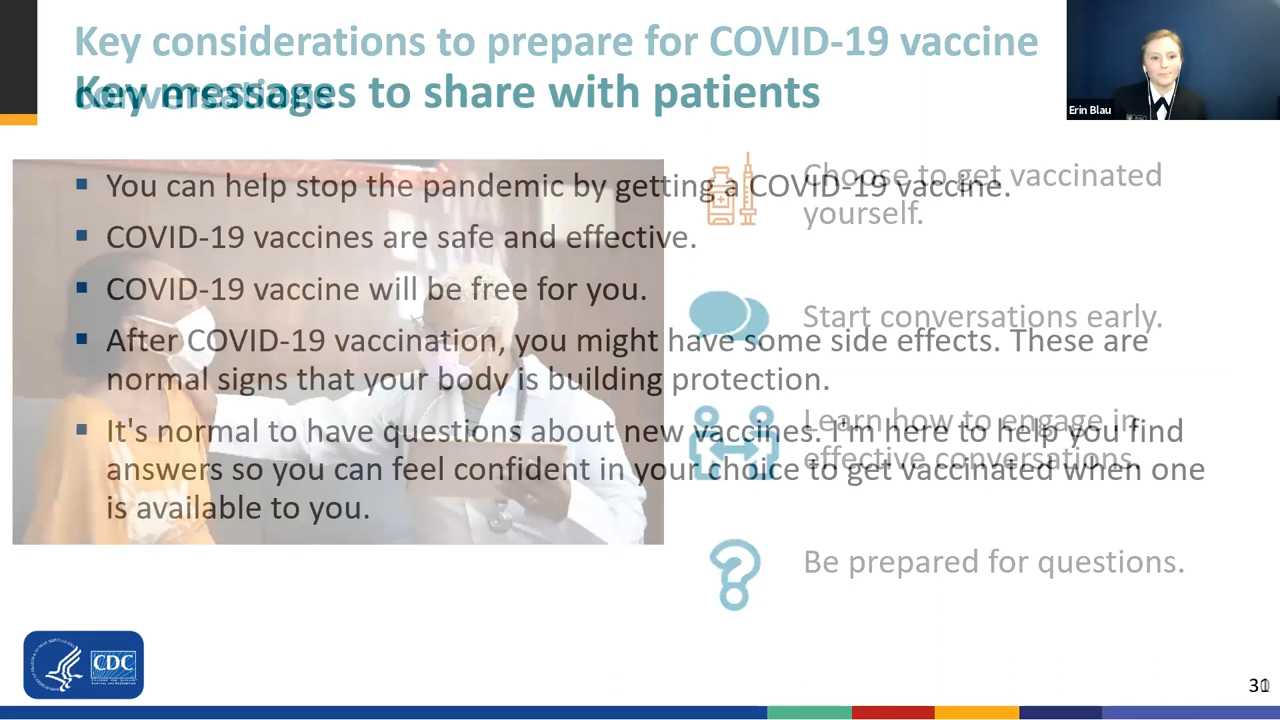 Key considerations to prepare for COVID-19 vaccine
conversations
Key messages to share with patients
Erin Blau
You can help stop the pandemic by getting a COVID-19 vaccine.
COVID-19 vaccines are safe and effective.
COVID-19 vaccine will be free for you.
After COVID-19 vaccination, you might have some side effects. These are
normal signs that your body is building protection.
It's normal to have questions about new vaccines. I'm here to help you find
answers so you can feel confident in your choice to get vaccinated when one
is available to you.
Choose to get vaccinated
yourself.
Start conversations early.
Learn how to engage in
effective conversations.
Be prepared for questions.
CDC